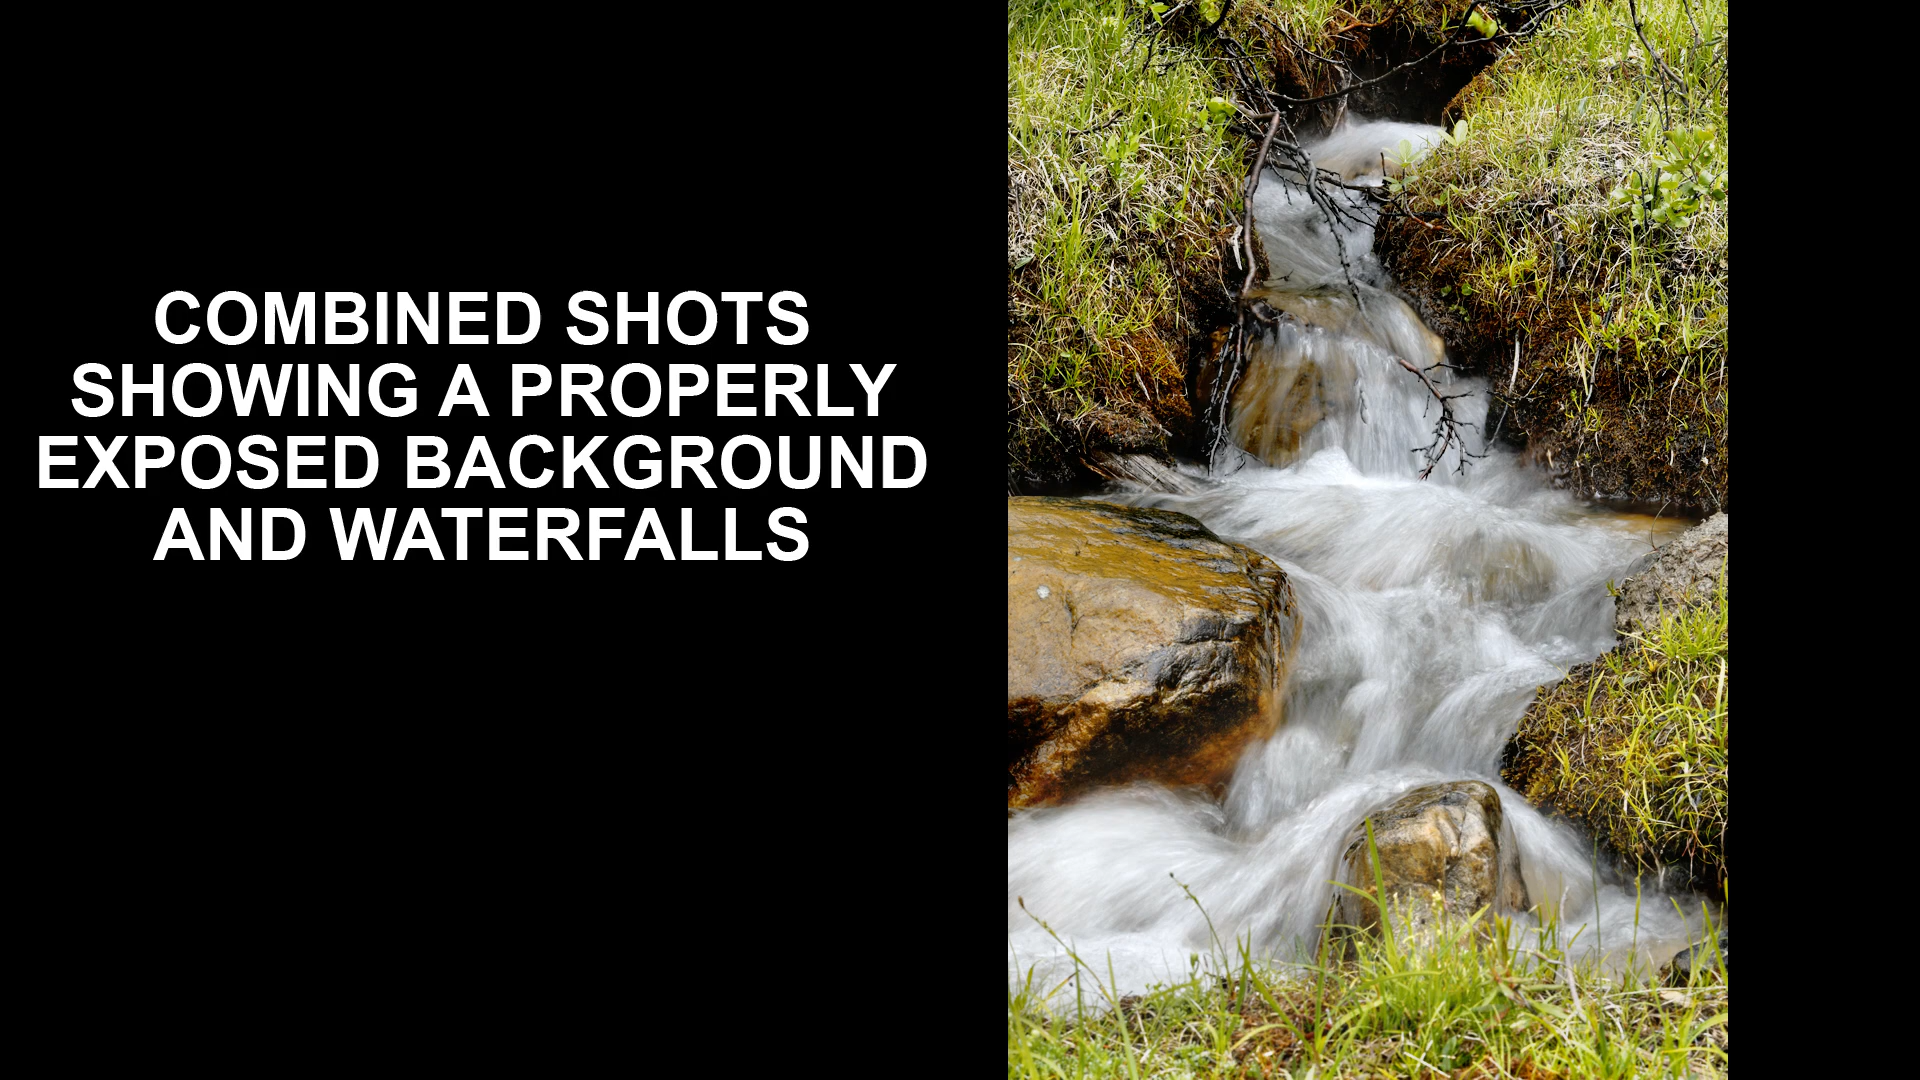 COMBINED SHOTS
SHOWING A PROPERLY
EXPOSED BACKGROUND
AND WATERFALLS